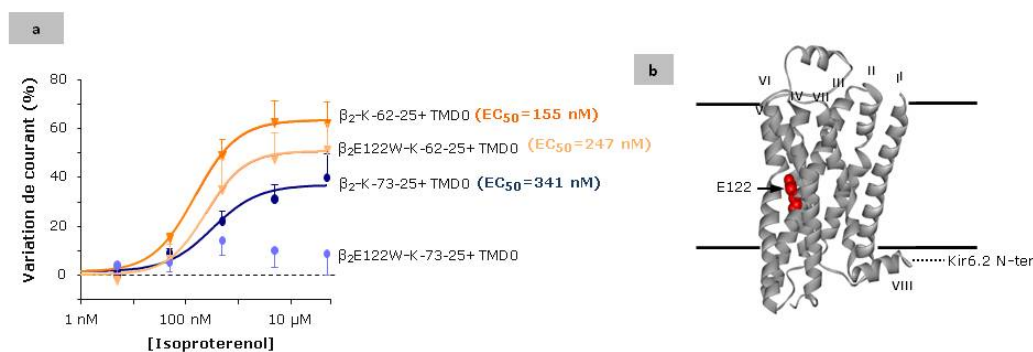 a
Variation de courant (%)
80
60
40
20
0
1 nM
100 nM
10 µM
[Isoproterenol]
β₂-K-62-25+ TMD0 (EC₅₀=155 nM)
β₂E122W-K-62-25+ TMD0 (EC₅₀=247 nM)
β₂-K-73-25+ TMD0 (EC₅₀=341 nM)
β₂E122W-K-73-25+ TMD0
b
VI
III
II
I
IV
VII
V
E122
Kir6.2 N-ter
VIII